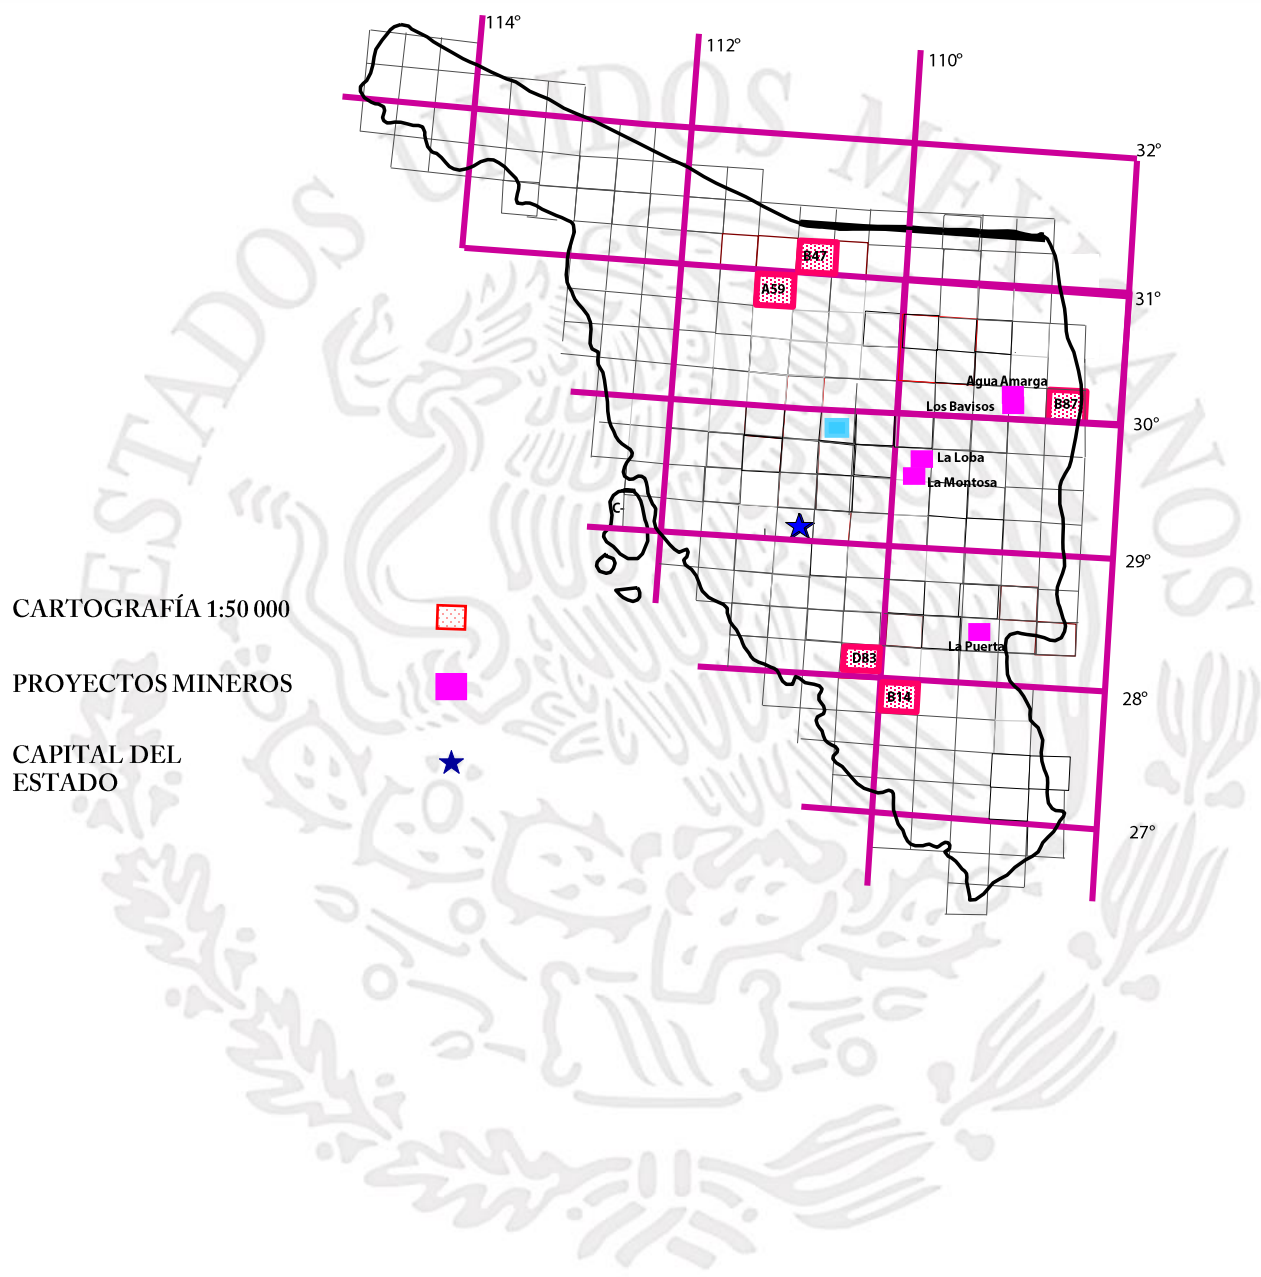 114°
112°
110°
32°
B47
31°
A59
Agua Amarga
Los Bavisos
B87
30°
La Loba
La Montosa
C-
29°
CARTOGRAFÍA 1:50 000
La Puerta
D83
PROYECTOS MINEROS
B14
28°
CAPITAL DEL
ESTADO
27°
ESTADOS UNIDOS MEXICANOS